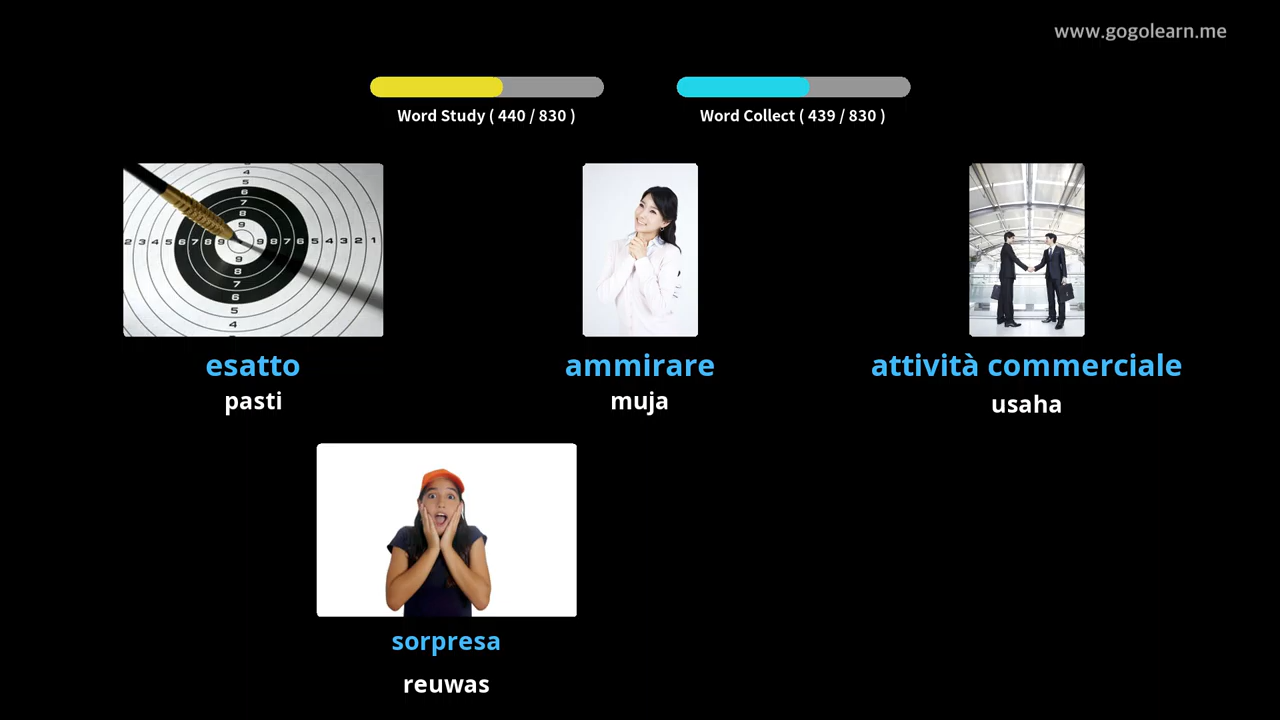 www.gogolearn.me
Word Study ( 440 / 830 )
Word Collect ( 439 / 830 )
esatto
pasti
ammirare
muja
attività commerciale
usaha
sorpresa
reuwas